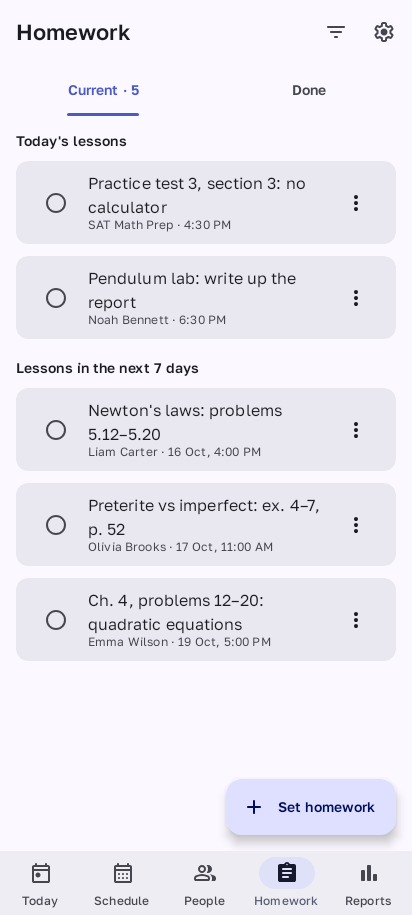 Homework
Current · 5
Done
Today's lessons
Practice test 3, section 3: no
calculator
SAT Math Prep · 4:30 PM
Pendulum lab: write up the
report
Noah Bennett · 6:30 PM
Lessons in the next 7 days
Newton's laws: problems
5.12–5.20
Liam Carter · 16 Oct, 4:00 PM
Preterite vs imperfect: ex. 4–7,
p. 52
Olivia Brooks · 17 Oct, 11:00 AM
Ch. 4, problems 12–20:
quadratic equations
Emma Wilson · 19 Oct, 5:00 PM
Set homework
Today
Schedule
People
Homework
Reports